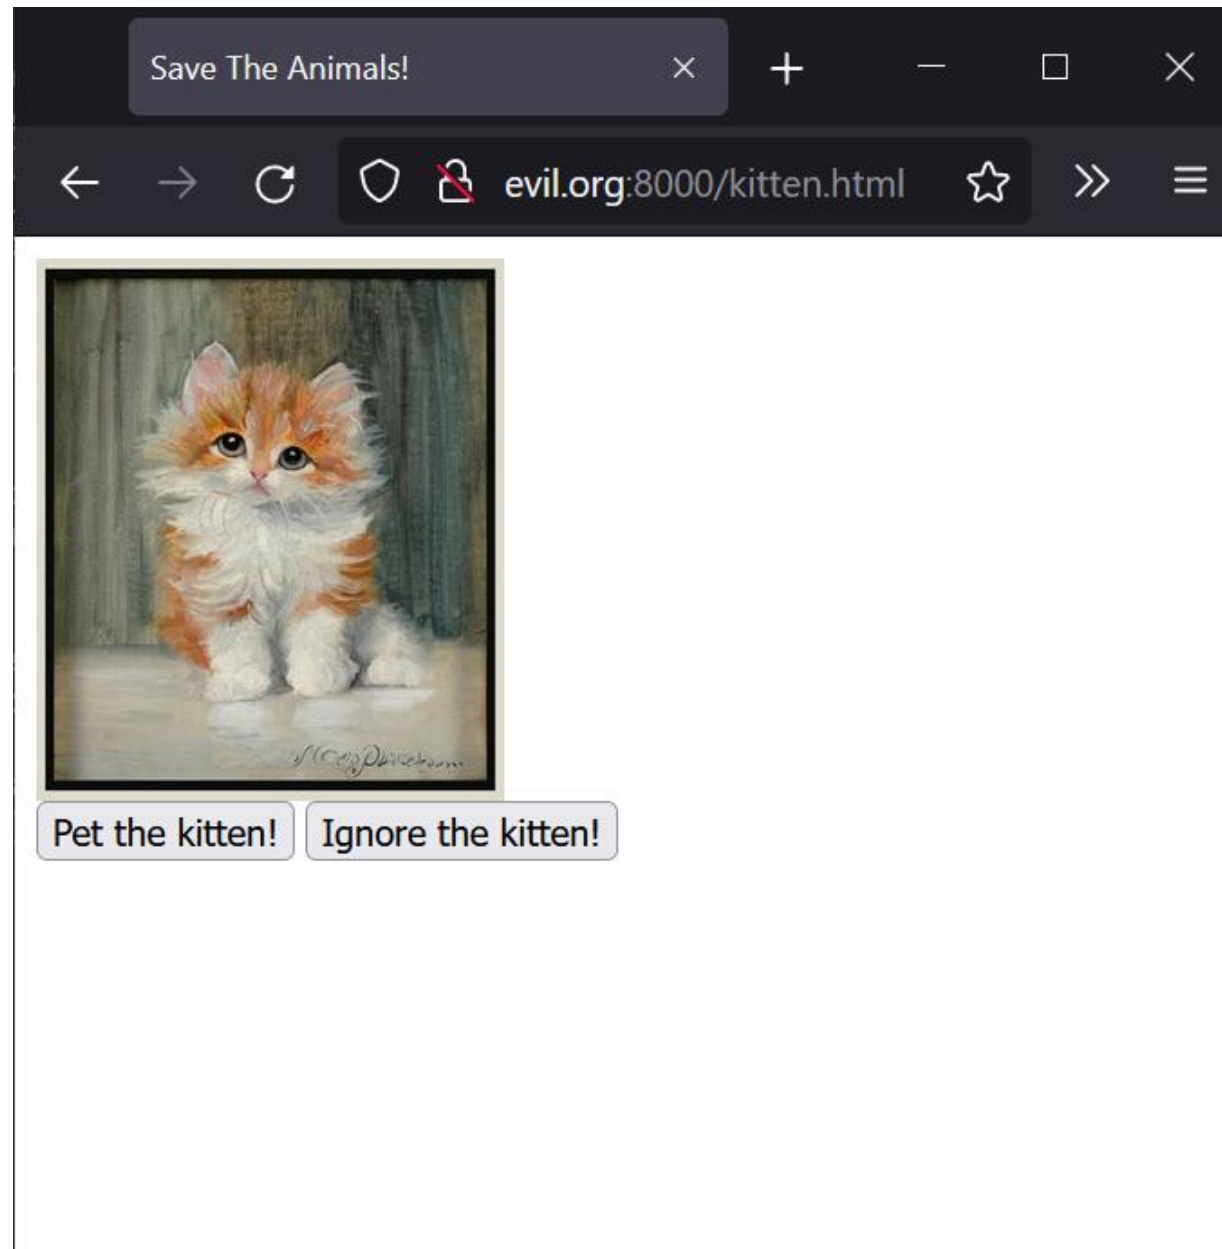 Save The Animals!
evil.org:8000/kitten.html
Pet the kitten! Ignore the kitten!